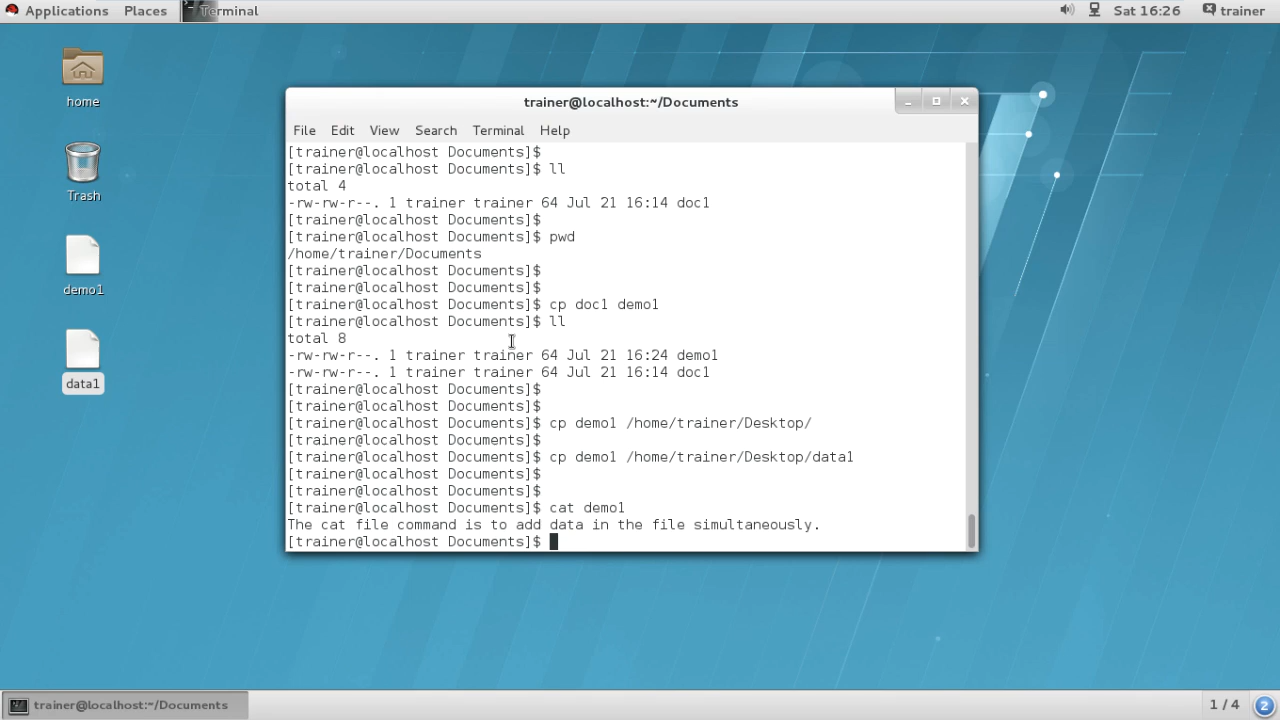 Applications Places Terminal Sat 16:26 trainer
home
Trash
demo1
data1
trainer@localhost:~/Documents
File Edit View Search Terminal Help
[trainer@localhost Documents]$
[trainer@localhost Documents]$ ll
total 4
-rw-rw-r--. 1 trainer trainer 64 Jul 21 16:14 doc1
[trainer@localhost Documents]$
[trainer@localhost Documents]$ pwd
/home/trainer/Documents
[trainer@localhost Documents]$
[trainer@localhost Documents]$
[trainer@localhost Documents]$ cp doc1 demo1
[trainer@localhost Documents]$ ll
total 8
-rw-rw-r--. 1 trainer trainer 64 Jul 21 16:24 demo1
-rw-rw-r--. 1 trainer trainer 64 Jul 21 16:14 doc1
[trainer@localhost Documents]$
[trainer@localhost Documents]$
[trainer@localhost Documents]$ cp demo1 /home/trainer/Desktop/
[trainer@localhost Documents]$
[trainer@localhost Documents]$ cp demo1 /home/trainer/Desktop/data1
[trainer@localhost Documents]$
[trainer@localhost Documents]$
[trainer@localhost Documents]$ cat demo1
The cat file command is to add data in the file simultaneously.
[trainer@localhost Documents]$
trainer@localhost:~/Documents 1 / 4 2